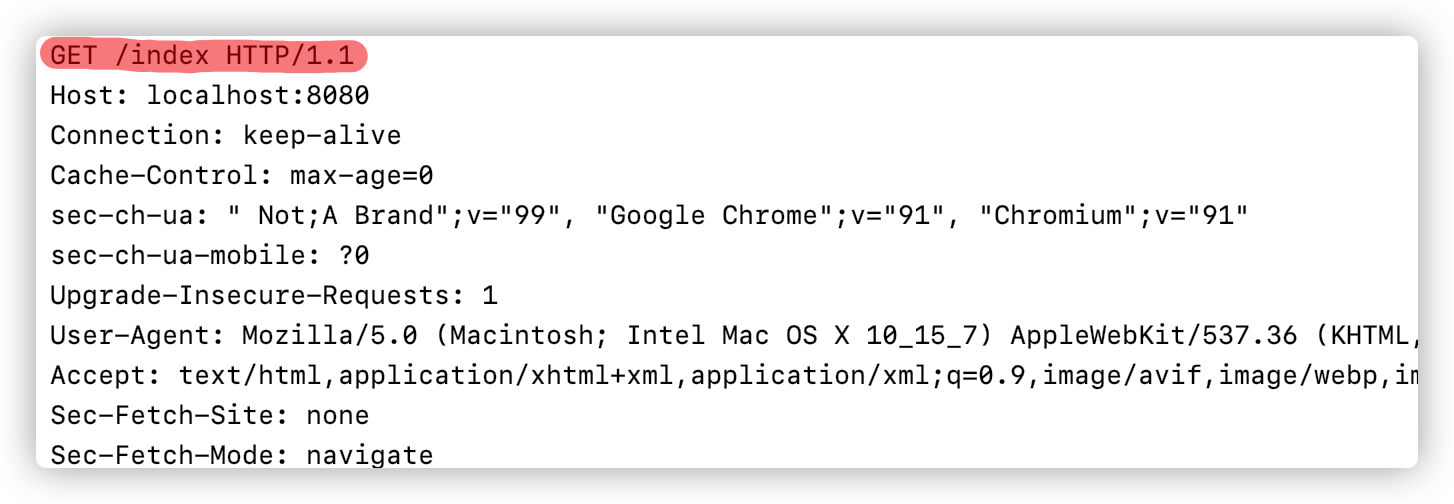 GET /index HTTP/1.1
Host: localhost:8080
Connection: keep-alive
Cache-Control: max-age=0
sec-ch-ua: " Not;A Brand";v="99", "Google Chrome";v="91", "Chromium";v="91"
sec-ch-ua-mobile: ?0
Upgrade-Insecure-Requests: 1
User-Agent: Mozilla/5.0 (Macintosh; Intel Mac OS X 10_15_7) AppleWebKit/537.36 (KHTML,
Accept: text/html,application/xhtml+xml,application/xml;q=0.9,image/avif,image/webp,
Sec-Fetch-Site: none
Sec-Fetch-Mode: navigate